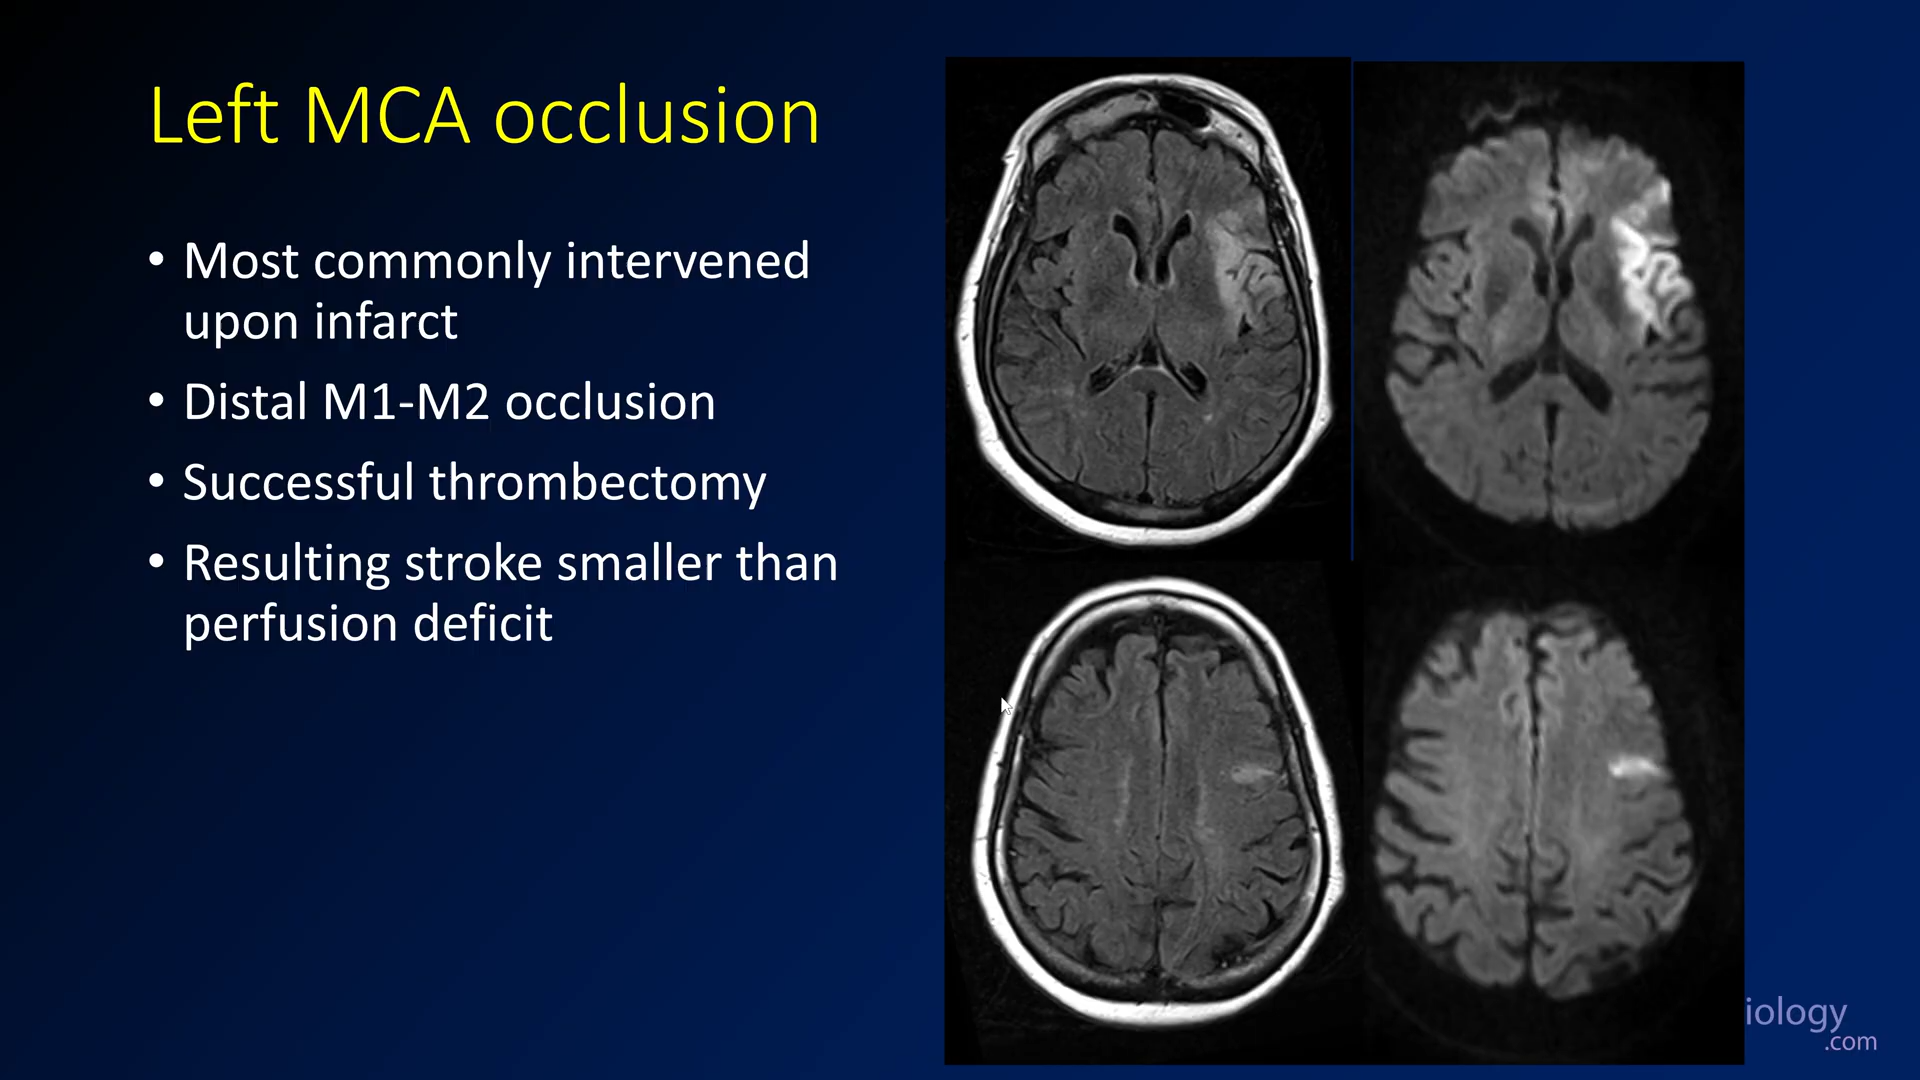 Left MCA occlusion
• Most commonly intervened
upon infarct
• Distal M1-M2 occlusion
• Successful thrombectomy
• Resulting stroke smaller than
perfusion deficit
iology
.com